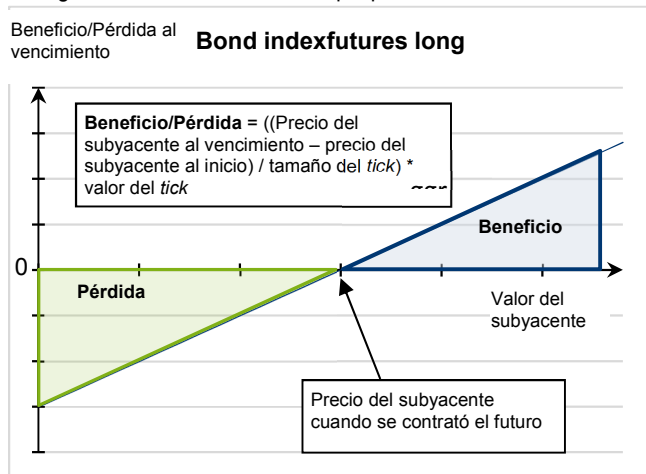 Beneficio/Pérdida al
vencimiento
Bond indexfutures long
Beneficio/Pérdida = ((Precio del
subyacente al vencimiento – precio del
subyacente al inicio) / tamaño del tick) *
valor del tick
Beneficio
0
Pérdida
Valor del
subyacente
Precio del subyacente
cuando se contrató el futuro